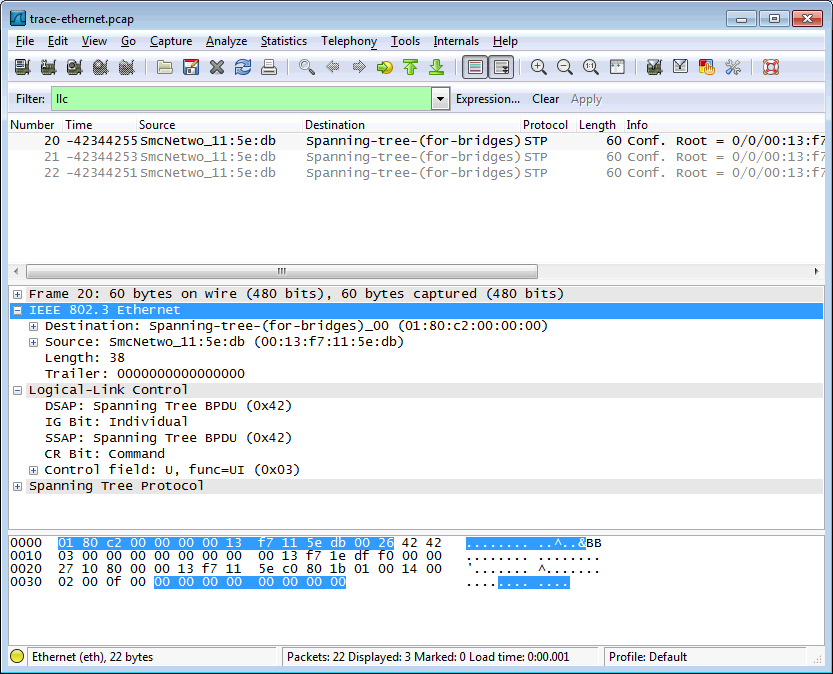 trace-ethernet.pcap
File Edit View Go Capture Analyze Statistics Telephony Tools Internals Help
Filter: llc Expression... Clear Apply
Number Time Source Destination Protocol Length Info
20 -42344255 SmcNetwo_11:5e:db Spanning-tree-(for-bridges) STP 60 Conf. Root = 0/0/00:13:f7
21 -42344253 SmcNetwo_11:5e:db Spanning-tree-(for-bridges) STP 60 Conf. Root = 0/0/00:13:f7
22 -42344251 SmcNetwo_11:5e:db Spanning-tree-(for-bridges) STP 60 Conf. Root = 0/0/00:13:f7
Frame 20: 60 bytes on wire (480 bits), 60 bytes captured (480 bits)
IEEE 802.3 Ethernet
Destination: Spanning-tree-(for-bridges)_00 (01:80:c2:00:00:00)
Source: SmcNetwo_11:5e:db (00:13:f7:11:5e:db)
Length: 38
Trailer: 0000000000000000
Logical-Link Control
DSAP: Spanning Tree BPDU (0x42)
IG Bit: Individual
SSAP: Spanning Tree BPDU (0x42)
CR Bit: Command
Control field: U, func=UI (0x03)
Spanning Tree Protocol
0000 01 80 c2 00 00 00 00 13 f7 11 5e db 00 26 42 42 ........ ..^..&BB
0010 03 00 00 00 00 00 00 00 00 13 f7 1e df f0 00 00 ........ ........
0020 27 10 80 00 00 13 f7 11 5e c0 80 1b 01 00 14 00 '....... ^.......
0030 02 00 0f 00 00 00 00 00 00 00 00 00 ........ ....
Ethernet (eth), 22 bytes Packets: 22 Displayed: 3 Marked: 0 Load time: 0:00.001 Profile: Default